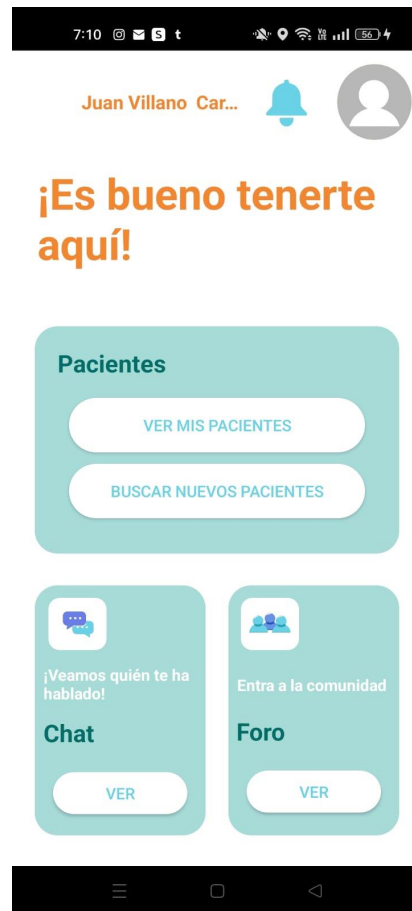 7:10 S t 56
Juan Villano Car...
¡Es bueno tenerte
aquí!
Pacientes
VER MIS PACIENTES
BUSCAR NUEVOS PACIENTES
¡Veamos quién te ha
hablado!
Chat
VER
Entra a la comunidad
Foro
VER